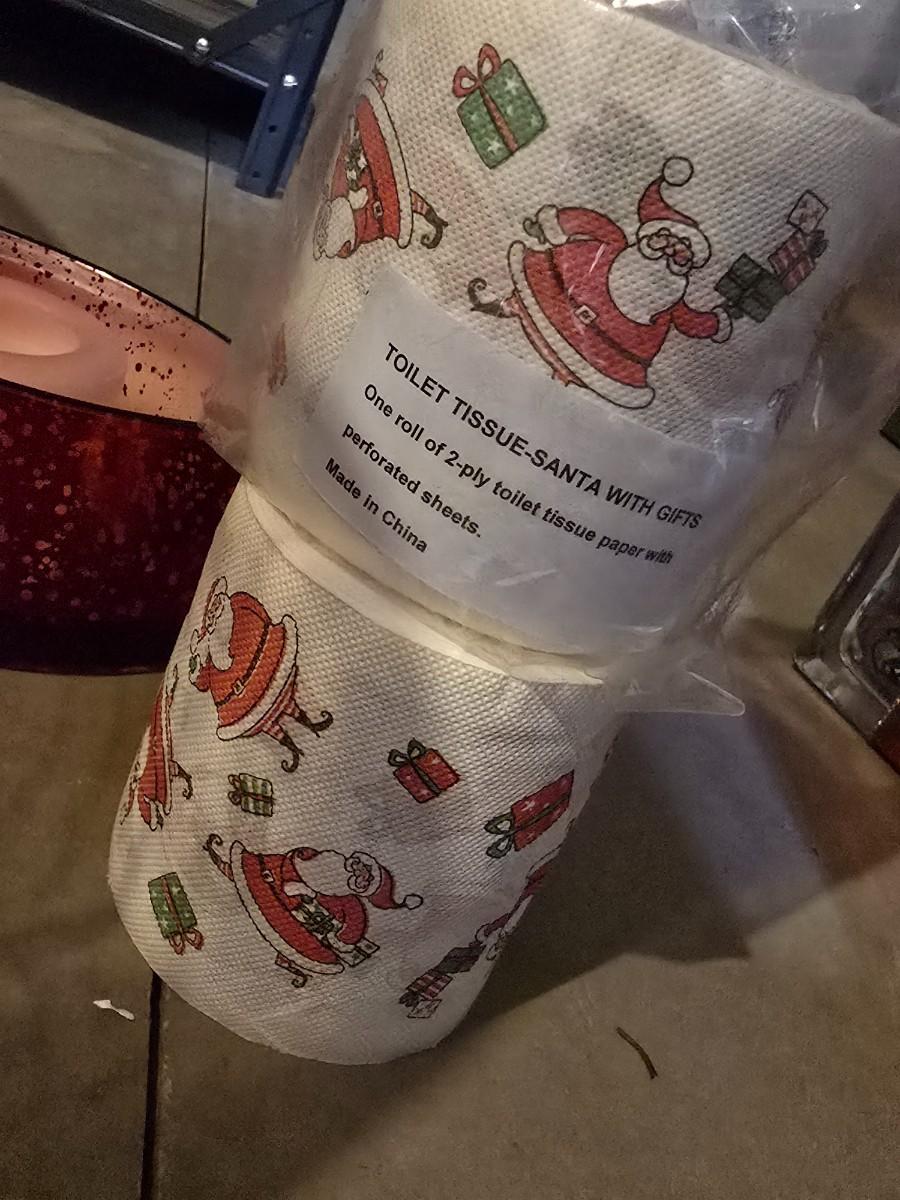 TOILET TISSUE-SANTA WITH GIFTS
One roll of 2-ply toilet tissue paper with
perforated sheets.
Made in China